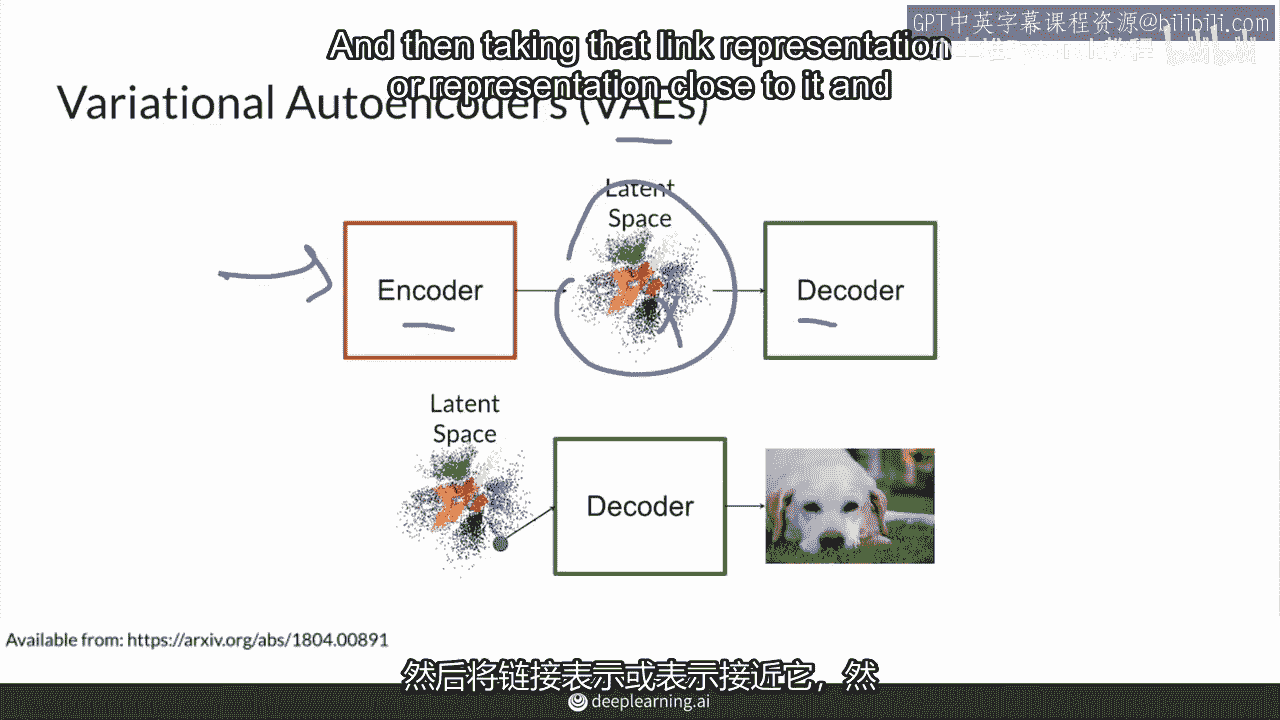 GPT中英字幕课程资源@bilibili.com
And then taking that link representation
or representation close to it and
Variational Autoencoders (VAEs)
Latent
Space
Encoder
Decoder
Latent
Space
Decoder
Available from: https://arxiv.org/abs/1804.00891
然后将链接表示或表示接近它，然
deeplearning.ai